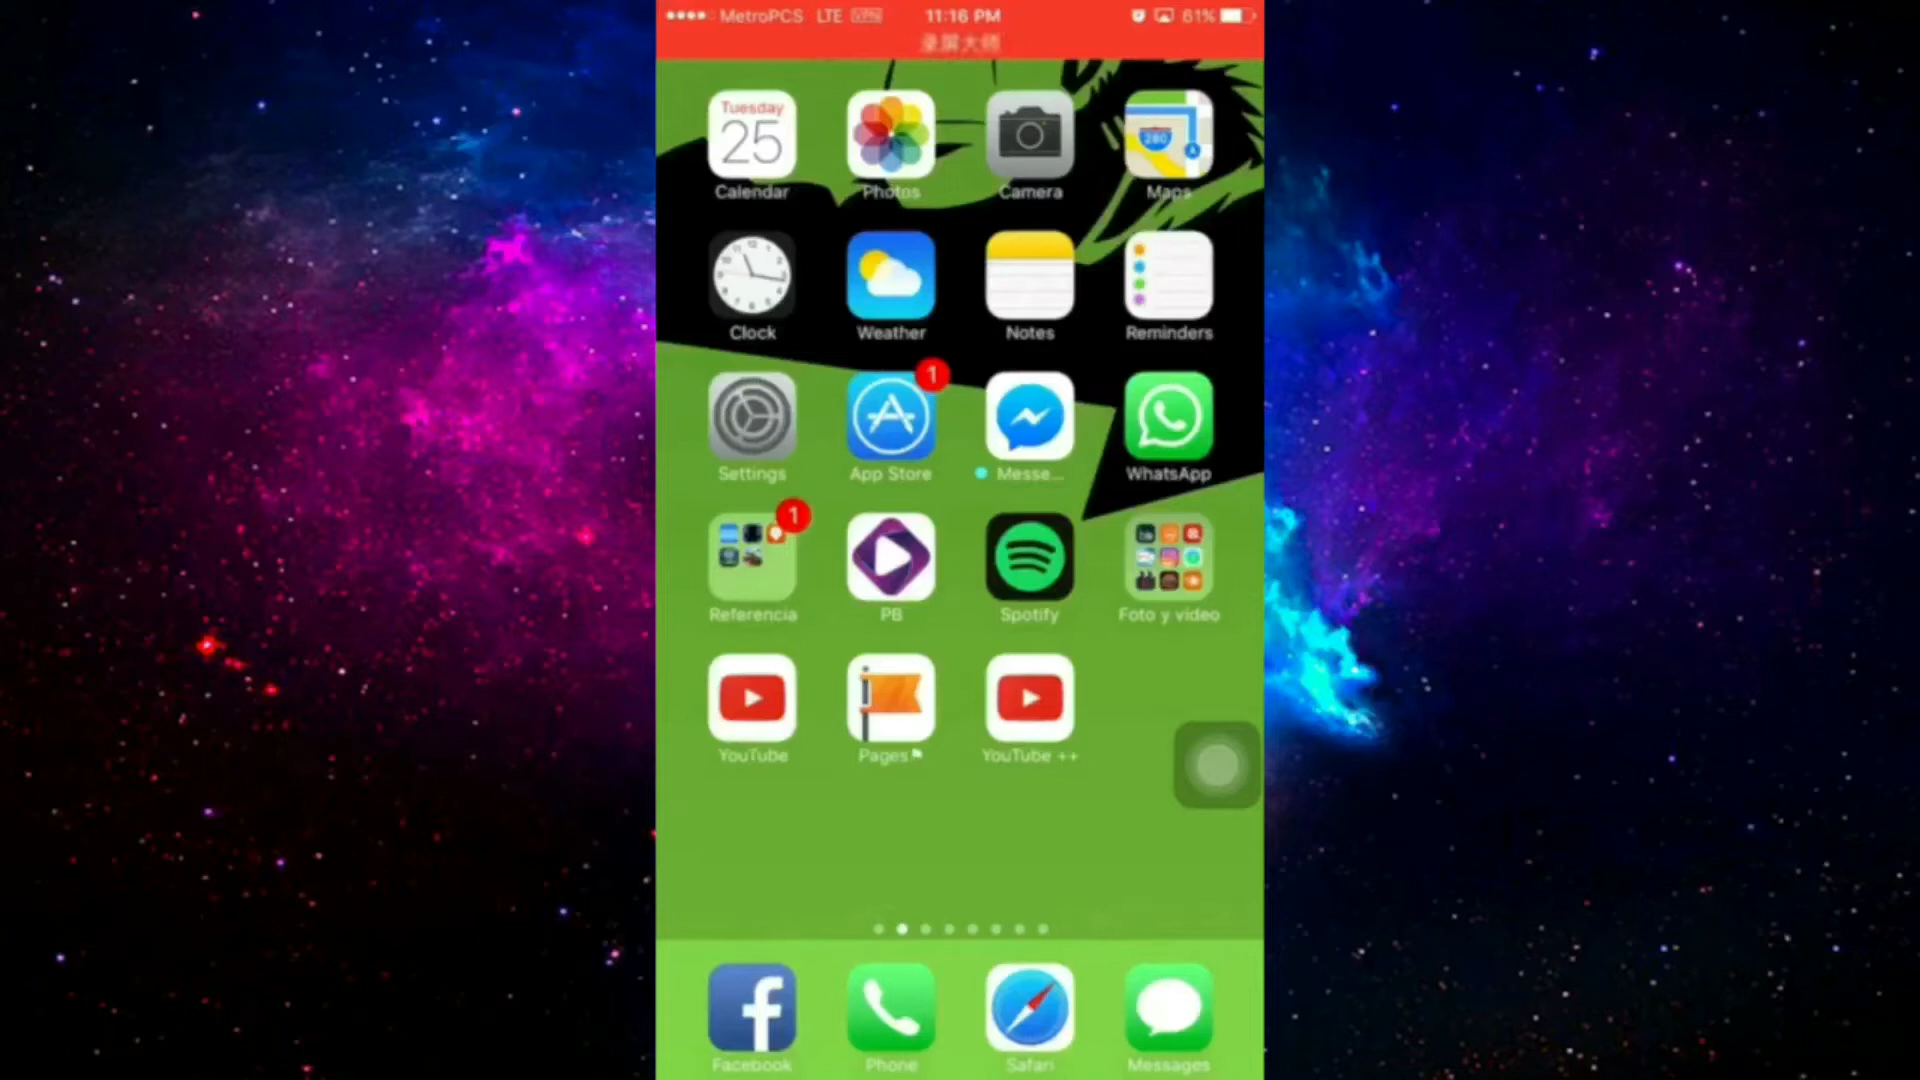 MetroPCS LTE VPN 11:16 PM 61%
录屏大师
Tuesday
25
280
Calendar Photos Camera Maps
Clock Weather Notes Reminders
1
Settings App Store Messe... WhatsApp
1
Referencia PB Spotify Foto y video
YouTube Pages YouTube ++
Facebook Phone Safari Messages